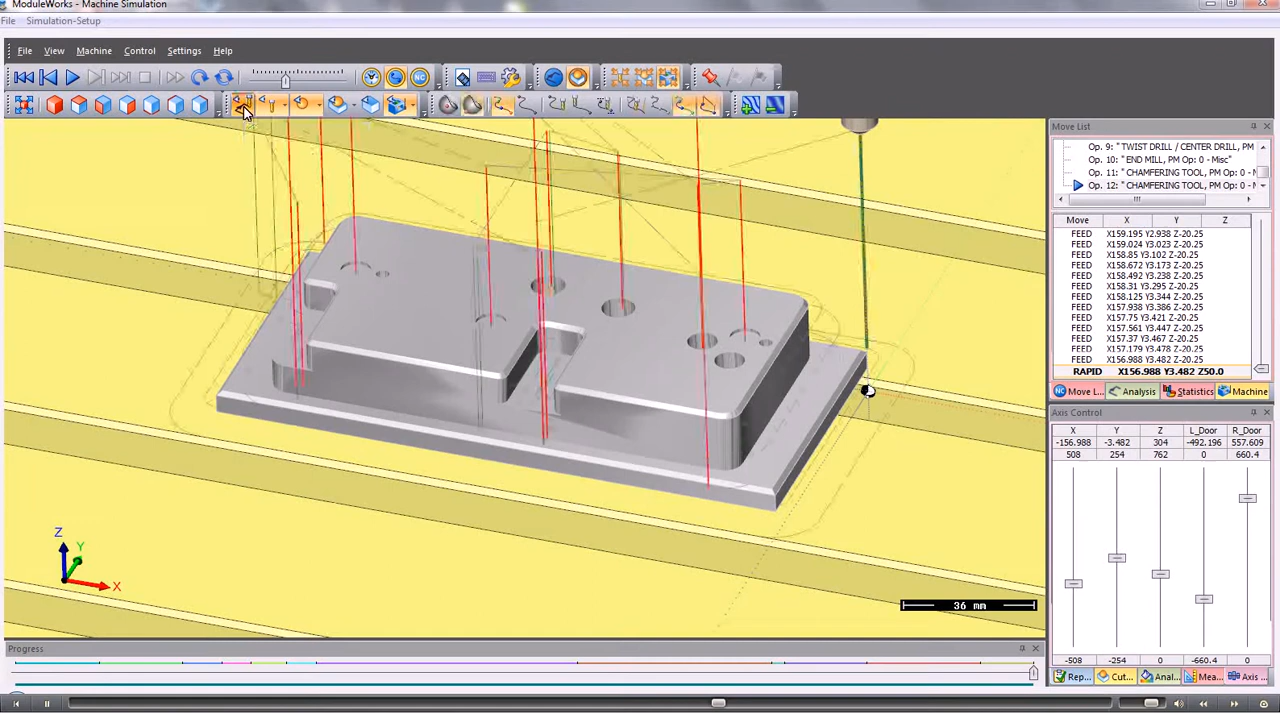 ModuleWorks - Machine Simulation
File Simulation-Setup
File View Machine Control Settings Help
NC
Move List
Op. 9: " TWIST DRILL / CENTER DRILL, PM
Op. 10: " END MILL, PM Op: 0 - Misc"
Op. 11: " CHAMFERING TOOL, PM Op: 0 - M
Op. 12: " CHAMFERING TOOL, PM Op: 0 - M
Move X Y Z
FEED X159.195 Y2.938 Z-20.25
FEED X159.024 Y3.023 Z-20.25
FEED X158.85 Y3.102 Z-20.25
FEED X158.672 Y3.173 Z-20.25
FEED X158.492 Y3.238 Z-20.25
FEED X158.31 Y3.295 Z-20.25
FEED X158.125 Y3.344 Z-20.25
FEED X157.938 Y3.386 Z-20.25
FEED X157.75 Y3.421 Z-20.25
FEED X157.561 Y3.447 Z-20.25
FEED X157.37 Y3.467 Z-20.25
FEED X157.179 Y3.478 Z-20.25
FEED X156.988 Y3.482 Z-20.25
RAPID X156.988 Y3.482 Z50.0
NC Move L... Analysis Statistics Machine
Axis Control
X Y Z L_Door R_Door
-156.988 -3.482 304 -492.196 557.609
508 254 762 0 660.4
-508 -254 0 -660.4 0
Rep... Cut... Anal... Mea... Axis ...
Z
Y
X
36 mm
Progress